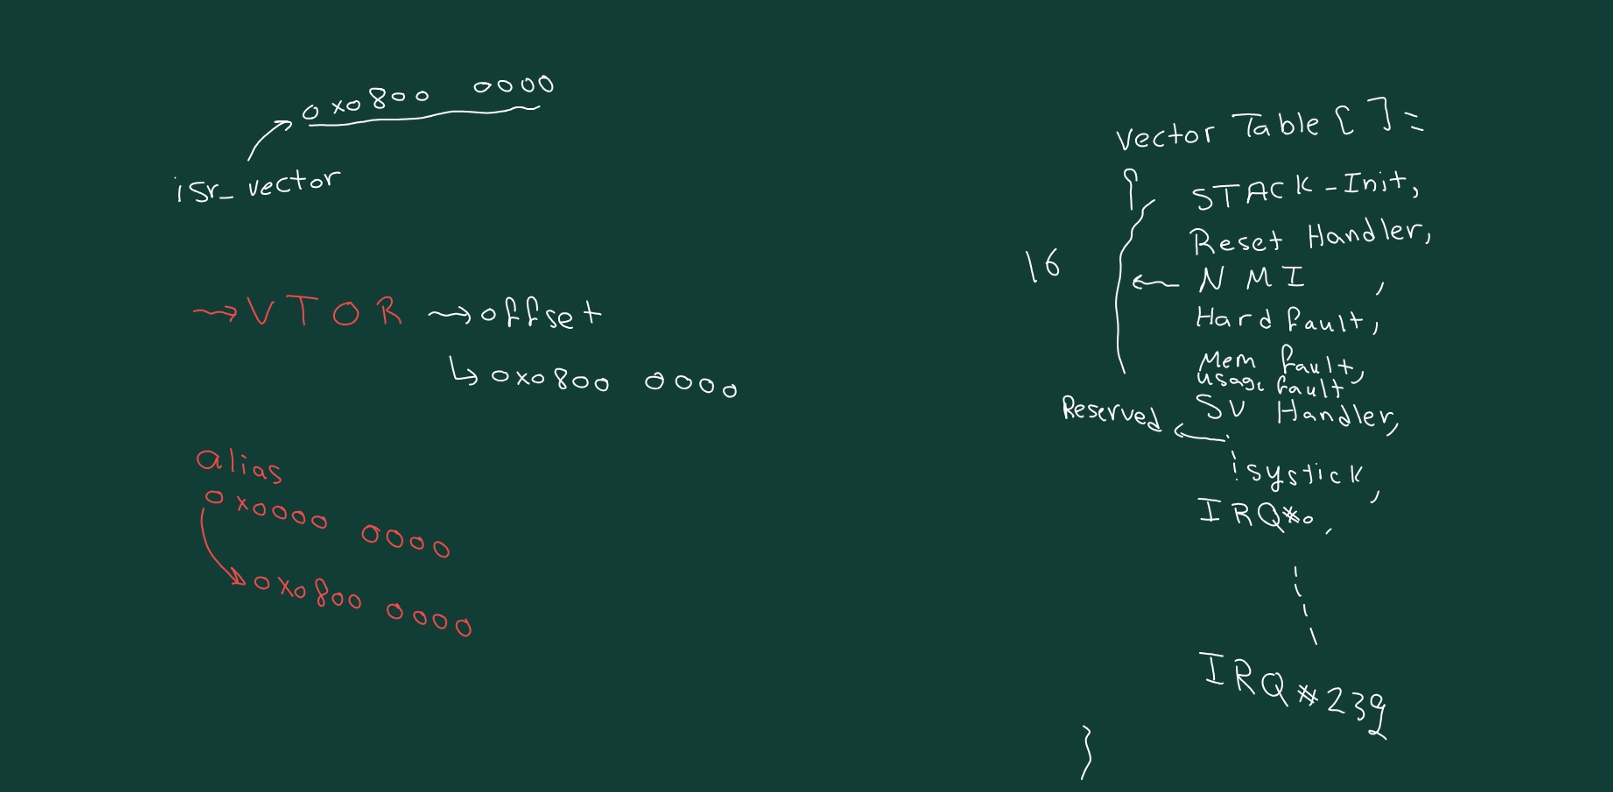 0x0800 0000
isr_vector
→ VTOR → offset
↳ 0x0800 0000
alias
0x0000 0000
0x0800 0000
vector Table [ ] =
{
STACK-Init,
Reset Handler,
16
← NMI ,
Hard fault,
Mem fault,
usage fault
SV Handler,
Reserved ←
systick,
IRQ#0,
IRQ#239
}